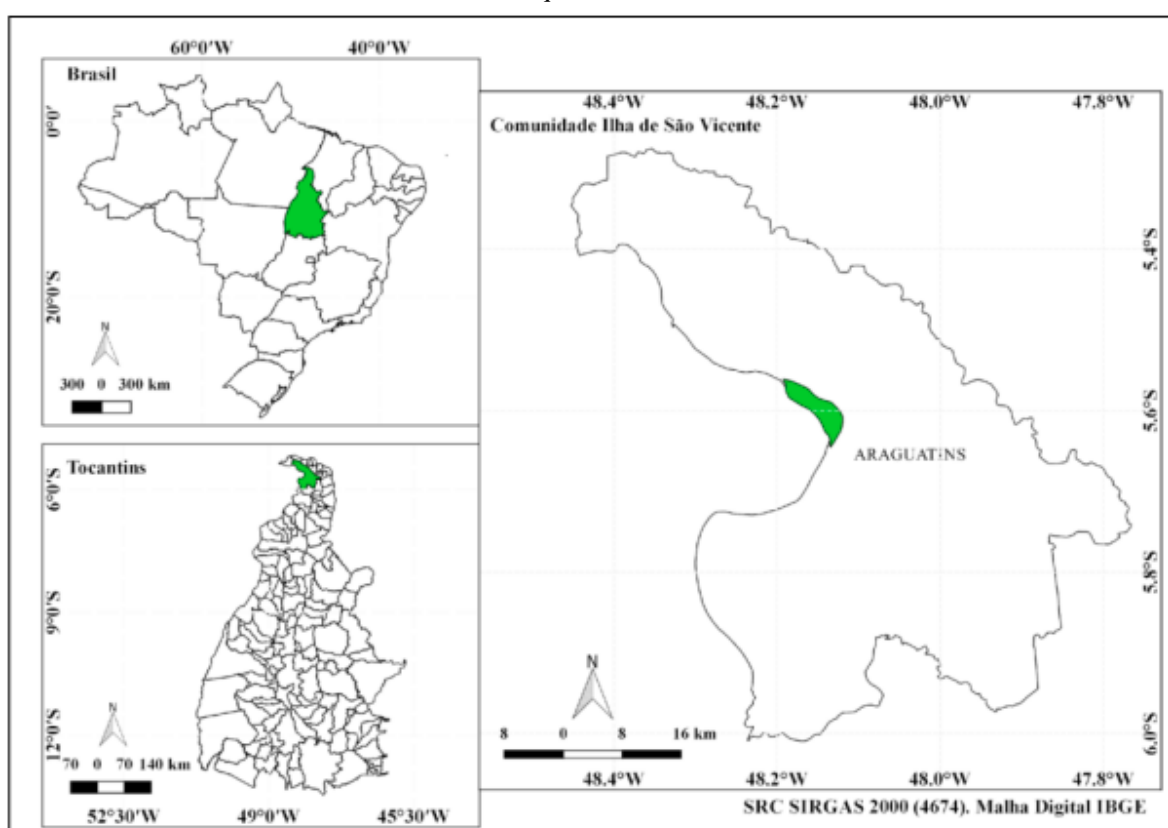 60°0'W 40°0'W
Brasil
0°0'
20°0'S
N
300 0 300 km
Tocantins
6°0'S
9°0'S
12°0'S
N
70 0 70 140 km
52°30'W 49°0'W 45°30'W
48.4°W 48.2°W 48.0°W 47.8°W
Comunidade Ilha de São Vicente
5.4°S
5.6°S
ARAGUATINS
5.8°S
N
6.0°S
8 0 8 16 km
48.4°W 48.2°W 48.0°W 47.8°W
SRC SIRGAS 2000 (4674). Malha Digital IBGE